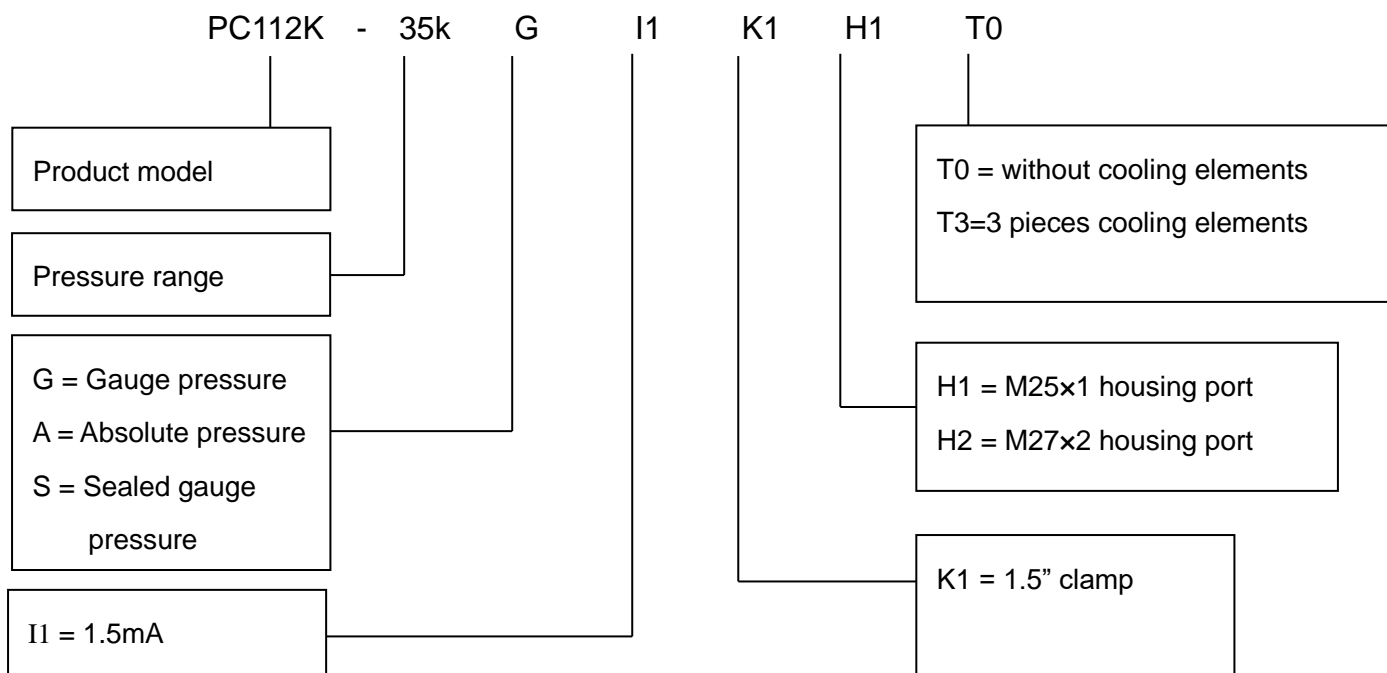 PC112K - 35k G I1 K1 H1 T0
Product model
Pressure range
G = Gauge pressure
A = Absolute pressure
S = Sealed gauge
pressure
I1 = 1.5mA
T0 = without cooling elements
T3=3 pieces cooling elements
H1 = M25×1 housing port
H2 = M27×2 housing port
K1 = 1.5” clamp